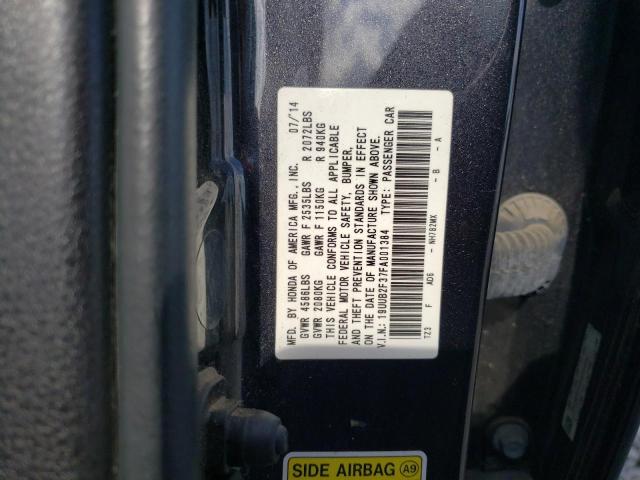 MFD. BY HONDA OF AMERICA MFG., INC. 07/14
GVWR 4586LBS GAWR F 2535LBS R 2072LBS
GVWR 2080KG GAWR F 1150KG R 940KG
THIS VEHICLE CONFORMS TO ALL APPLICABLE
FEDERAL MOTOR VEHICLE SAFETY, BUMPER,
AND THEFT PREVENTION STANDARDS IN EFFECT
ON THE DATE OF MANUFACTURE SHOWN ABOVE.
V.I.N.: 19UUB2F37FA001384 TYPE: PASSENGER CAR
TZ3 F AD6 - NH782MX - B - A
SIDE AIRBAG A9